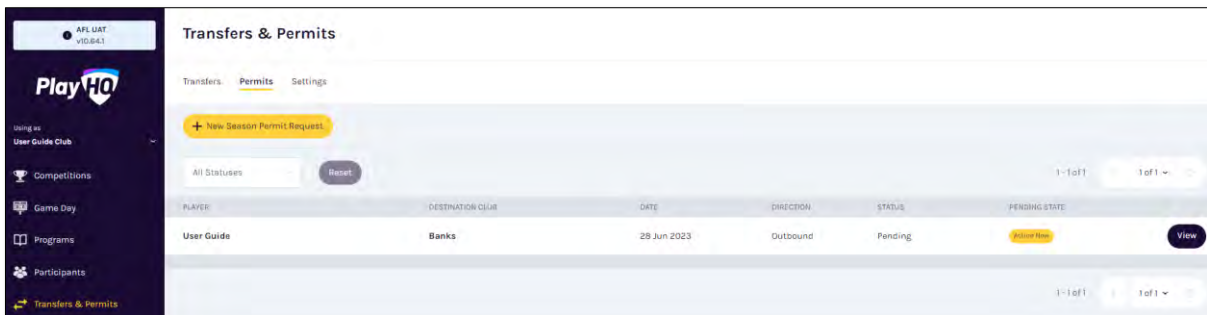 AFL UAT
v10.64.1
Transfers & Permits
PlayHQ
Transfers Permits Settings
Using as
User Guide Club
+ New Season Permit Request
All Statuses Reset 1-1 of 1 1 of 1
Competitions
Game Day
PLAYER DESTINATION CLUB DATE DIRECTION STATUS PENDING STATE
Programs
User Guide Banks 28 Jun 2023 Outbound Pending View
Participants
Transfers & Permits
1-1 of 1 1 of 1